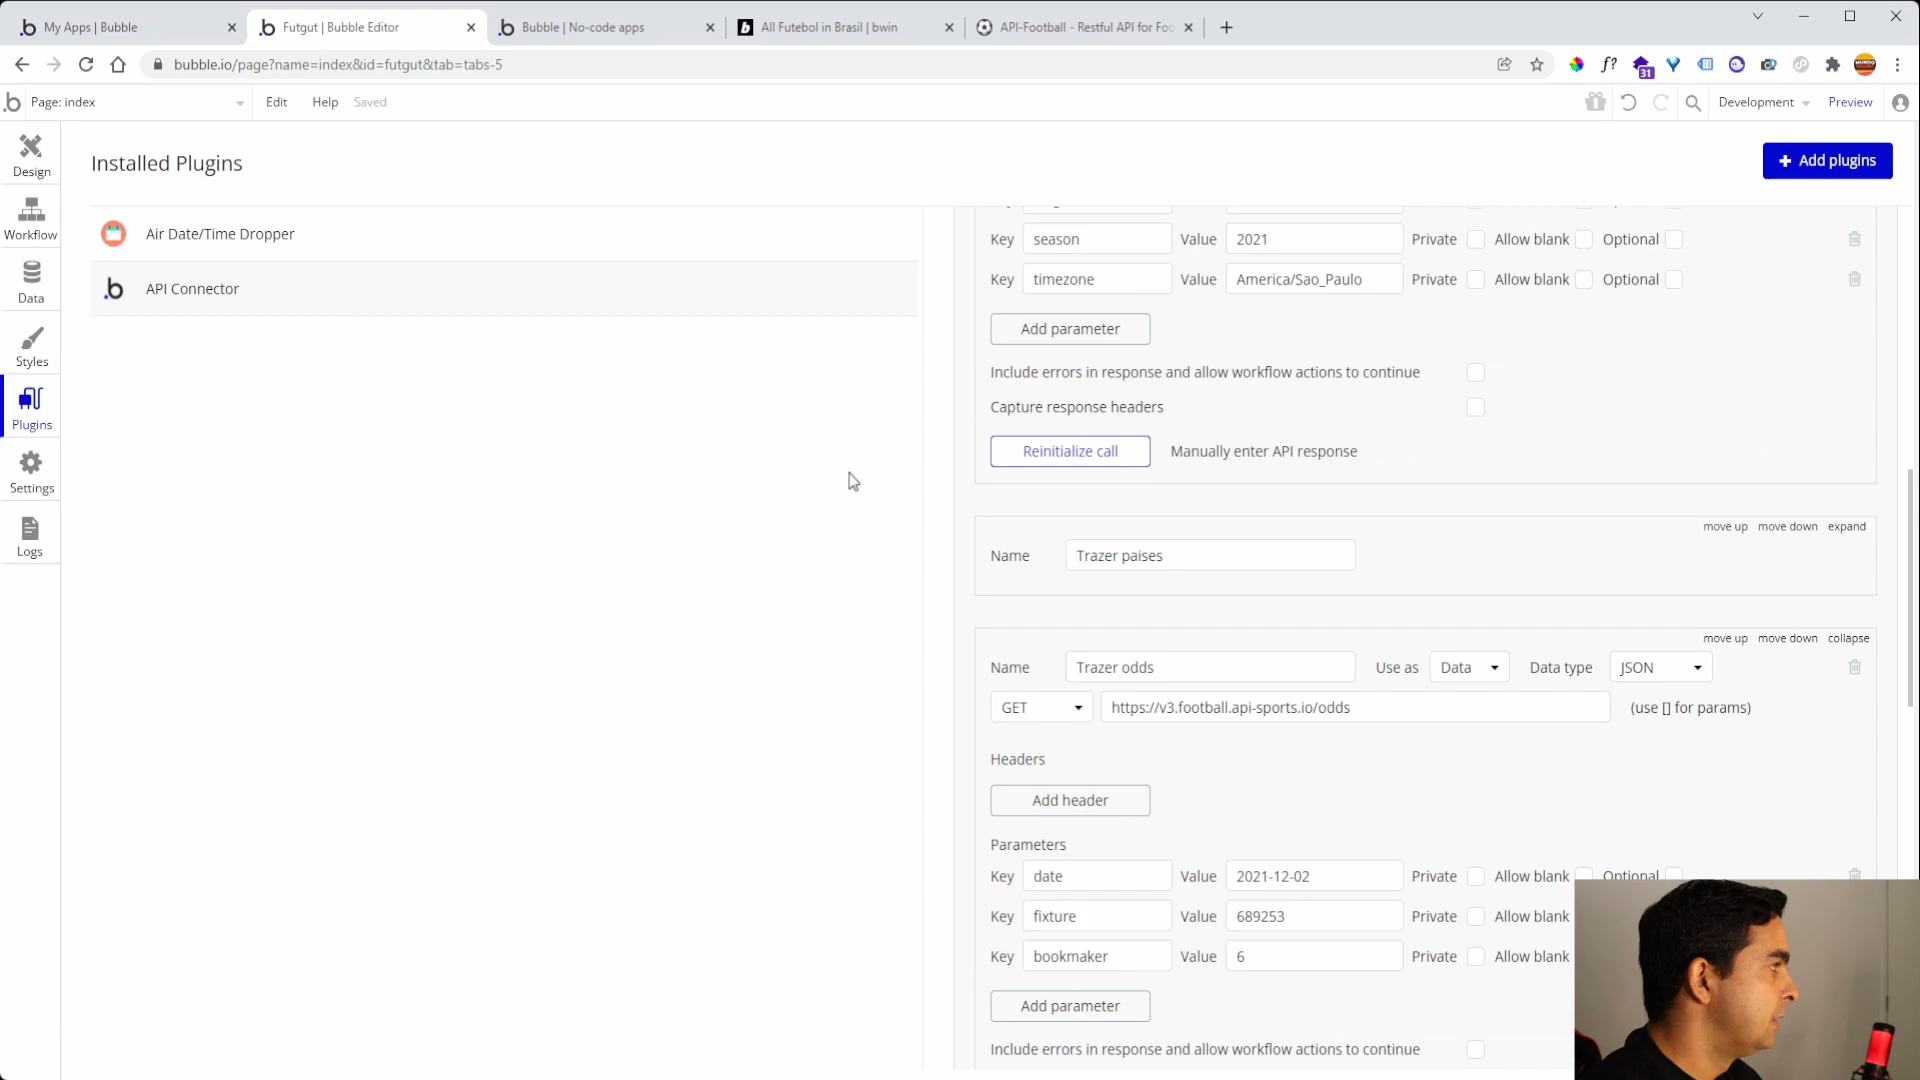 My Apps | Bubble
Futgut | Bubble Editor
Bubble | No-code apps
All Futebol in Brasil | bwin
API-Football - Restful API for Foo
bubble.io/page?name=index&id=futgut&tab=tabs-5
31
Page: index
Edit
Help
Saved
Development
Preview
Design
Workflow
Data
Styles
Plugins
Settings
Logs
Installed Plugins
+ Add plugins
Air Date/Time Dropper
API Connector
Key season Value 2021 Private Allow blank Optional
Key timezone Value America/Sao_Paulo Private Allow blank Optional
Add parameter
Include errors in response and allow workflow actions to continue
Capture response headers
Reinitialize call Manually enter API response
move up move down expand
Name Trazer paises
move up move down collapse
Name Trazer odds Use as Data Data type JSON
GET https://v3.football.api-sports.io/odds (use [] for params)
Headers
Add header
Parameters
Key date Value 2021-12-02 Private Allow blank Optional
Key fixture Value 689253 Private Allow blank
Key bookmaker Value 6 Private Allow blank
Add parameter
Include errors in response and allow workflow actions to continue